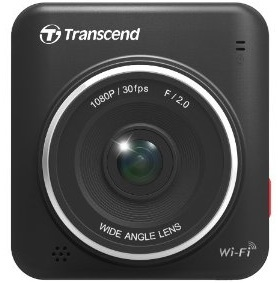 Transcend
1080P / 30fps F / 2.0
WIDE ANGLE LENS
Wi-Fi